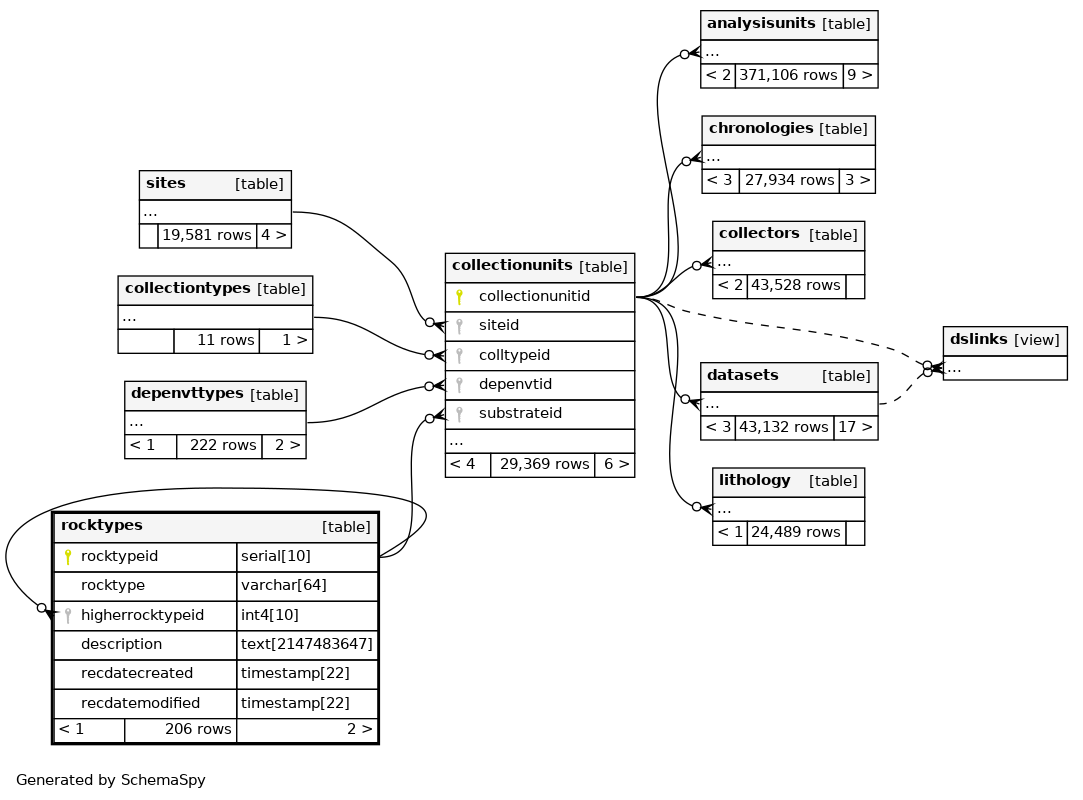 analysisunits [table]
...
< 2 371,106 rows 9 >
chronologies [table]
...
< 3 27,934 rows 3 >
sites [table]
...
19,581 rows 4 >
collectors [table]
...
< 2 43,528 rows
collectionunits [table]
collectionunitid
siteid
colltypeid
depenvtid
substrateid
...
< 4 29,369 rows 6 >
collectiontypes [table]
...
11 rows 1 >
dslinks [view]
...
datasets [table]
...
< 3 43,132 rows 17 >
depenvttypes [table]
...
< 1 222 rows 2 >
lithology [table]
...
< 1 24,489 rows
rocktypes [table]
rocktypeid serial[10]
rocktype varchar[64]
higherrocktypeid int4[10]
description text[2147483647]
recdatecreated timestamp[22]
recdatemodified timestamp[22]
< 1 206 rows 2 >
Generated by SchemaSpy